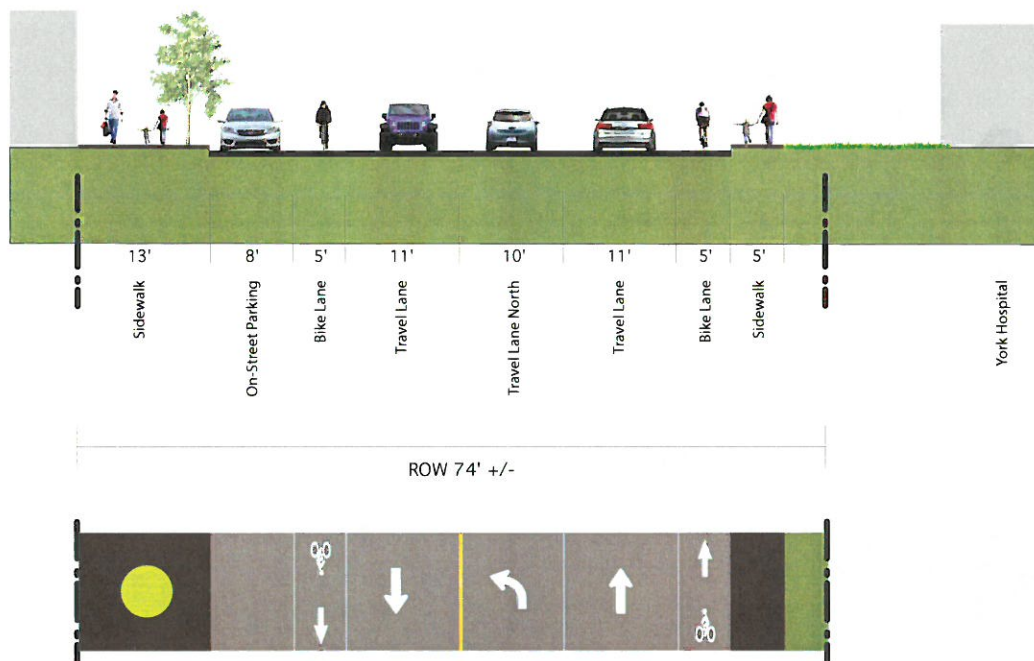 13'
8'
5'
11'
10'
11'
5'
5'
Sidewalk
On-Street Parking
Bike Lane
Travel Lane
Travel Lane North
Travel Lane
Bike Lane
Sidewalk
York Hospital
ROW 74' +/-